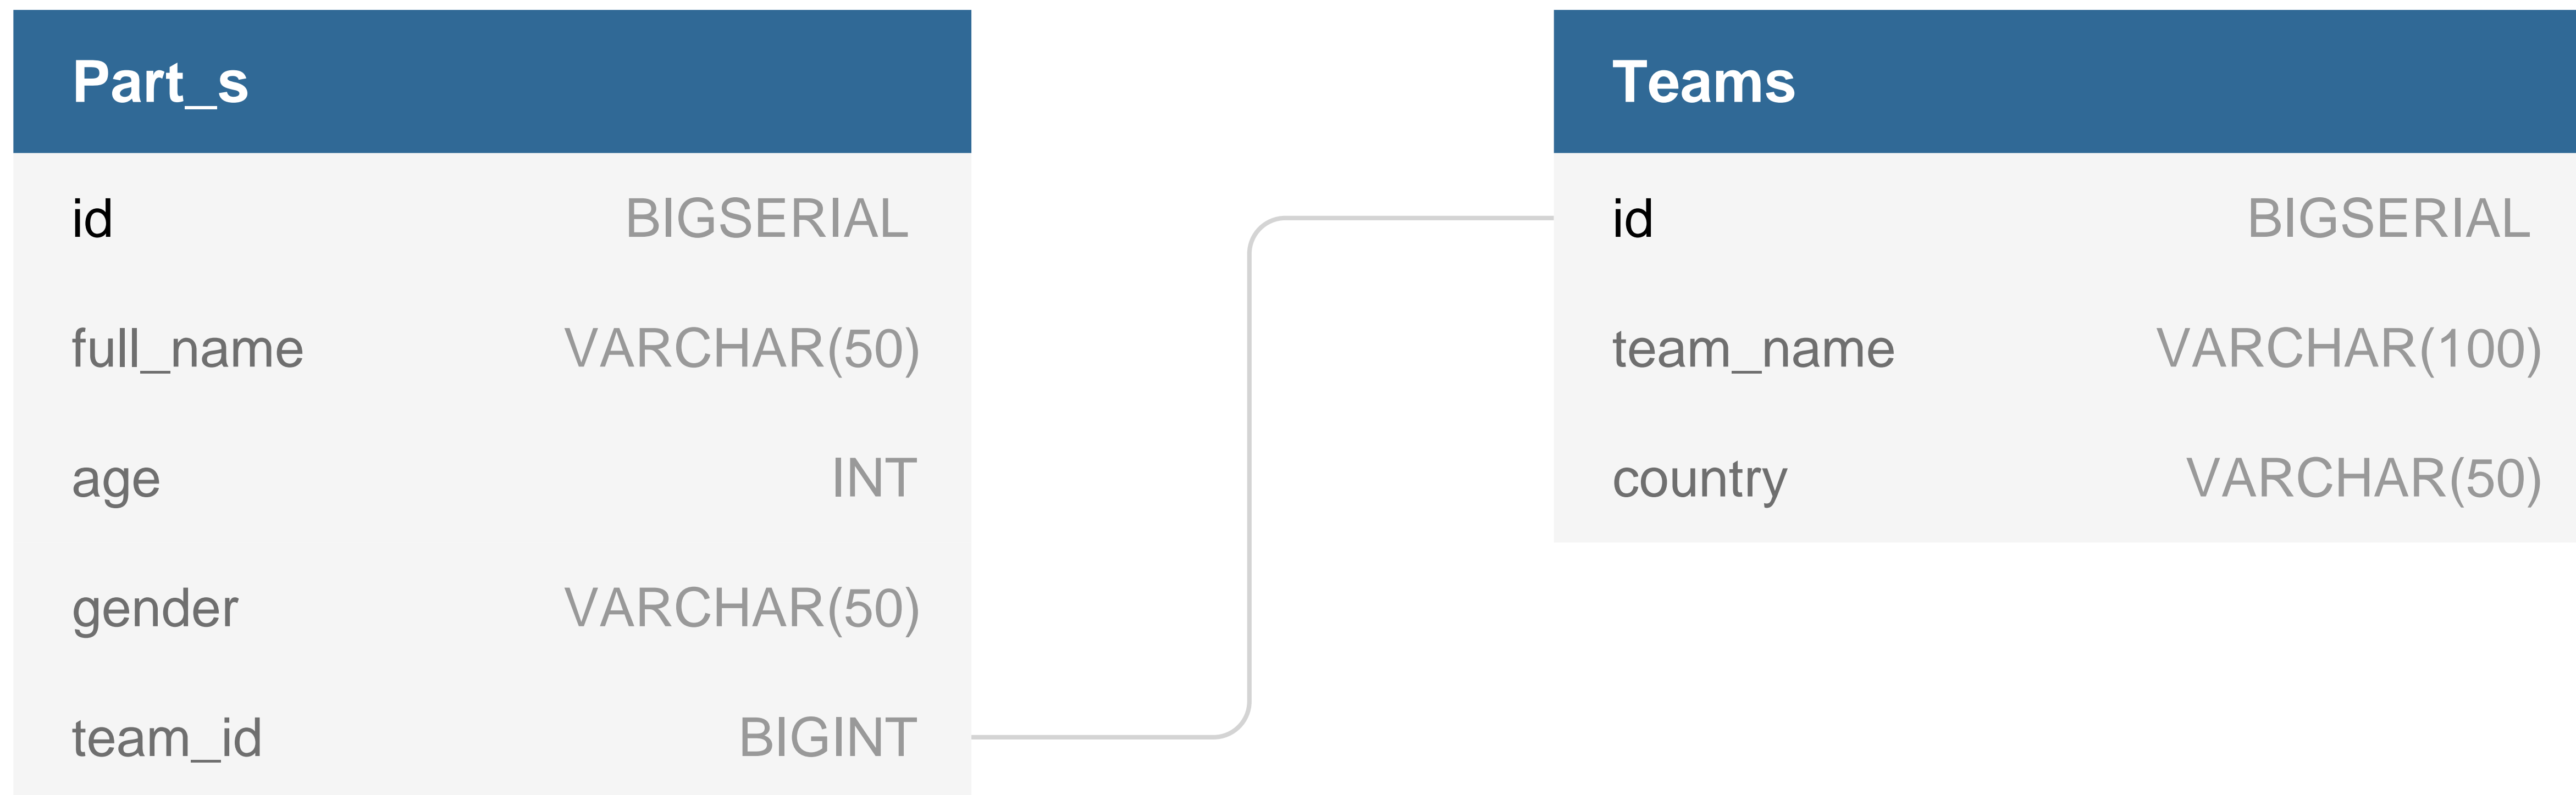 Part_s
id BIGSERIAL
full_name VARCHAR(50)
age INT
gender VARCHAR(50)
team_id BIGINT
Teams
id BIGSERIAL
team_name VARCHAR(100)
country VARCHAR(50)